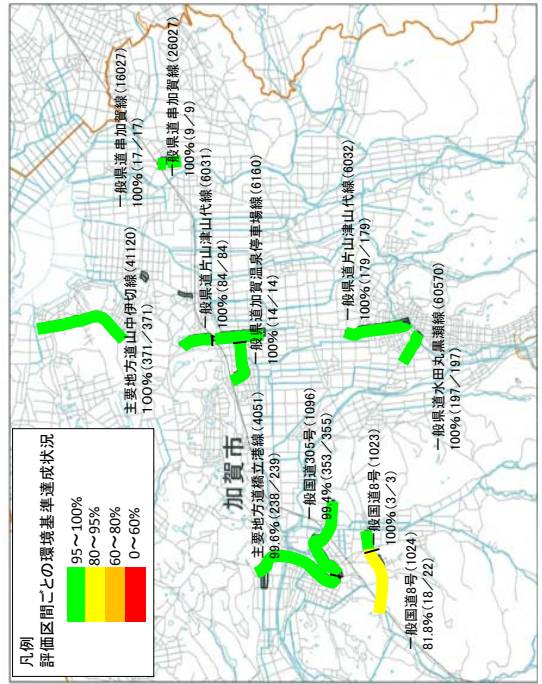 凡例
評価区間ごとの環境基準達成状況
95～100%
80～95%
60～80%
0～60%
一般県道串加賀線(16027)
100%(17／17)
一般県道串加賀線(26027)
100%(9／9)
主要地方道山中伊切線(41120)
100%(371／371)
一般県道片山津山代線(6031)
100%(84／84)
一般県道加賀温泉停車場線(6160)
100%(14／14)
加賀市
主要地方道橋立港線(4051)
99.6%(238／239)
一般国道305号(1096)
99.4%(353／355)
一般県道片山津山代線(6032)
100%(179／179)
一般国道8号(1023)
100%(3／3)
一般国道8号(1024)
81.8%(18／22)
一般県道水田丸黒瀬線(60570)
100%(197／197)